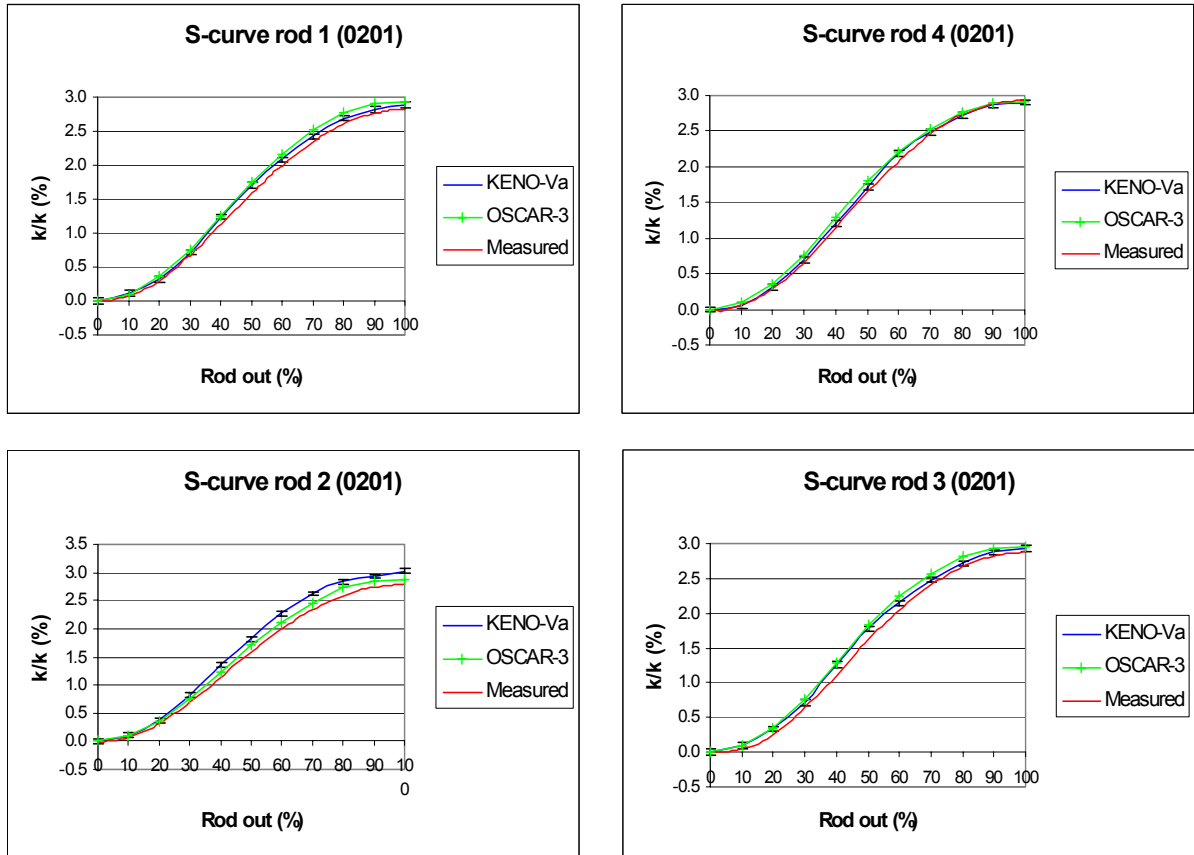 S-curve rod 1 (0201)
3.0
2.5
2.0
1.5
1.0
0.5
0.0
-0.5
0 10 20 30 40 50 60 70 80 90 100
k/k (%)
Rod out (%)
KENO-Va
OSCAR-3
Measured
S-curve rod 4 (0201)
3.0
2.5
2.0
1.5
1.0
0.5
0.0
-0.5
0 10 20 30 40 50 60 70 80 90 100
k/k (%)
Rod out (%)
KENO-Va
OSCAR-3
Measured
S-curve rod 2 (0201)
3.5
3.0
2.5
2.0
1.5
1.0
0.5
0.0
-0.5
0 10 20 30 40 50 60 70 80 90 10
0
k/k (%)
Rod out (%)
KENO-Va
OSCAR-3
Measured
S-curve rod 3 (0201)
3.0
2.5
2.0
1.5
1.0
0.5
0.0
-0.5
0 10 20 30 40 50 60 70 80 90 100
k/k (%)
Rod out (%)
KENO-Va
OSCAR-3
Measured